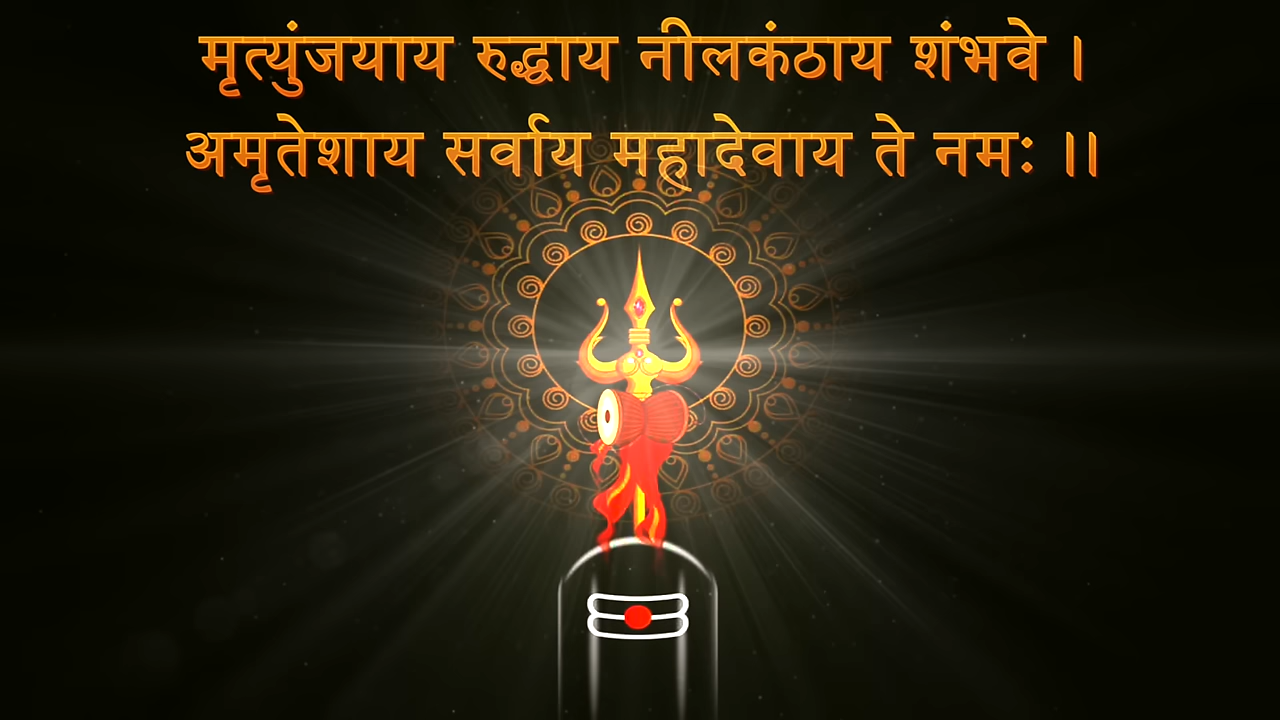 मृत्युंजयाय रुद्धाय नीलकंठाय शंभवे ।
अमृतेशाय सर्वाय महादेवाय ते नमः ।।